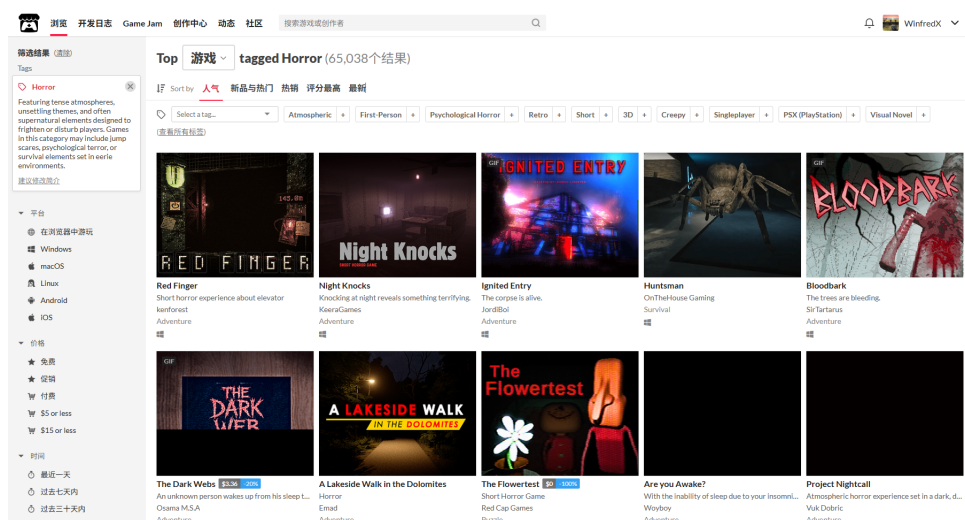 浏览 开发日志 Game Jam 创作中心 动态 社区 搜索游戏或创作者 WinfredX
筛选结果 (清除)
Tags
Horror
Featuring tense atmospheres,
unsettling themes, and often
supernatural elements designed to
frighten or disturb players. Games
in this category may include jump
scares, psychological terror, or
survival elements set in eerie
environments.
建议修改简介
平台
在浏览器中游玩
Windows
macOS
Linux
Android
iOS
价格
免费
促销
付费
$5 or less
$15 or less
时间
最近一天
过去七天内
过去三十天内
Top 游戏 tagged Horror (65,038个结果)
Sort by 人气 新品与热门 热销 评分最高 最新
Select a tag... Atmospheric + First-Person + Psychological Horror + Retro + Short + 3D + Creepy + Singleplayer + PSX (PlayStation) + Visual Novel +
(查看所有标签)
145.8m
RED FINGER
Red Finger
Short horror experience about elevator
kenforest
Adventure
Night Knocks
SHORT HORROR GAME
Night Knocks
Knocking at night reveals something terrifying.
KeeraGames
Adventure
GIF
IGNITED ENTRY
Ignited Entry
The corpse is alive.
JordiBoi
Adventure
Huntsman
OnTheHouse Gaming
Survival
GIF
BLOODBARK
Bloodbark
The trees are bleeding.
SirTartarus
Adventure
GIF
THE
DARK
WEB
The Dark Webs $3.36 -20%
An unknown person wakes up from his sleep t...
Osama M.S.A
Adventure
A LAKESIDE WALK
IN THE DOLOMITES
A Lakeside Walk in the Dolomites
Horror
Emad
Adventure
The
Flowertest
The Flowertest $0 -100%
Short Horror Game
Red Cap Games
Puzzle
Are you Awake?
With the inability of sleep due to your insomni...
Woyboy
Adventure
Project Nightcall
Atmospheric horror experience set in a dark, d...
Vuk Dobric
Adventure